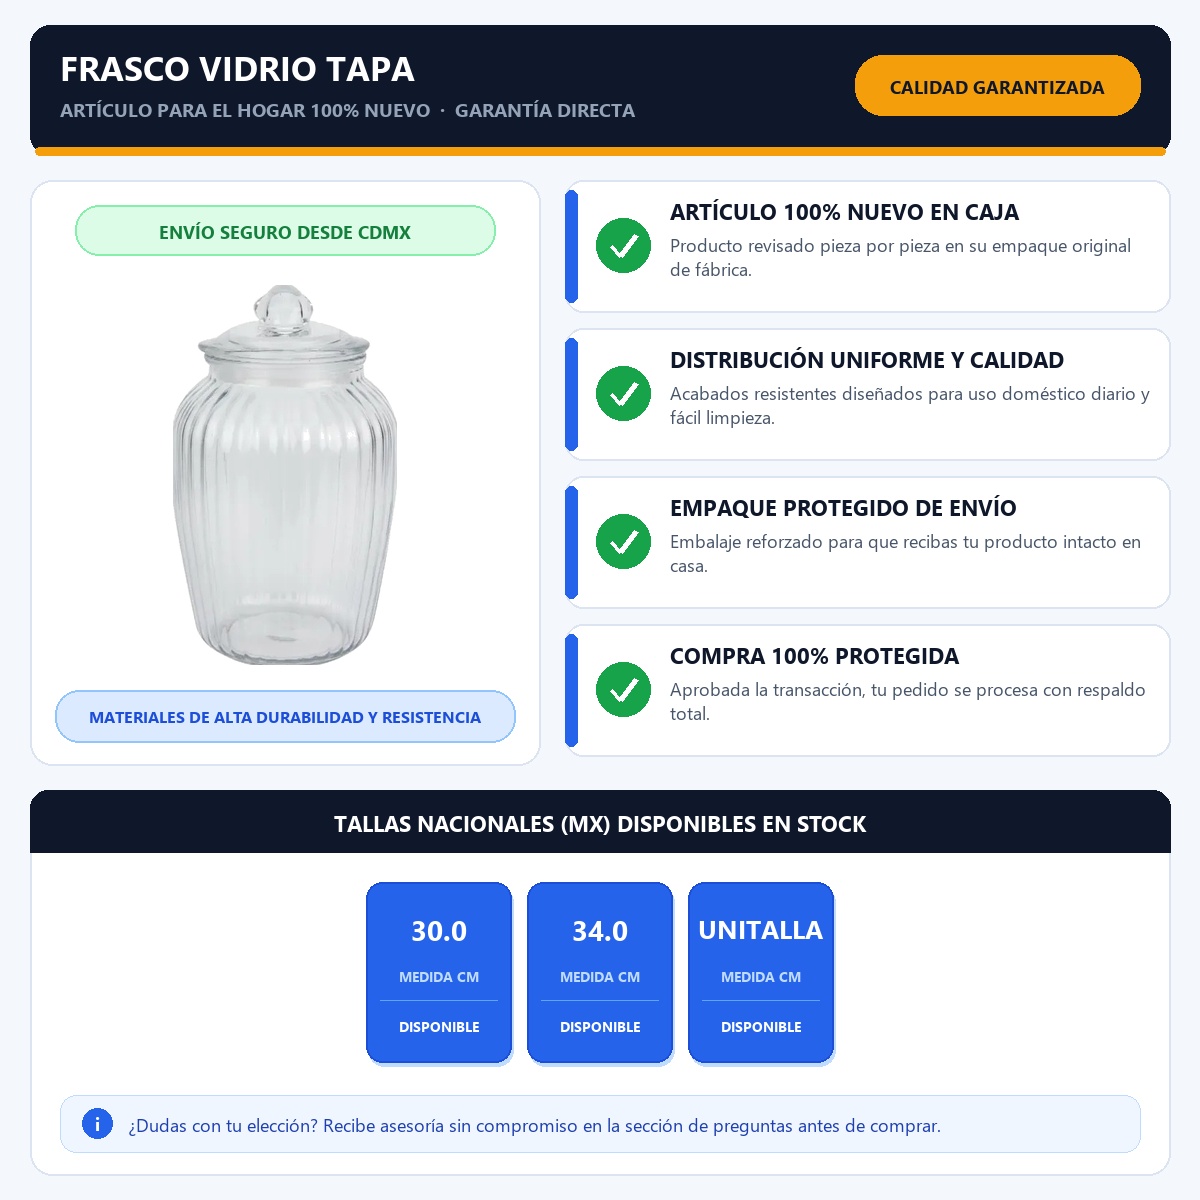 FRASCO VIDRIO TAPA
ARTÍCULO PARA EL HOGAR 100% NUEVO · GARANTÍA DIRECTA
CALIDAD GARANTIZADA
ENVÍO SEGURO DESDE CDMX
MATERIALES DE ALTA DURABILIDAD Y RESISTENCIA
ARTÍCULO 100% NUEVO EN CAJA
Producto revisado pieza por pieza en su empaque original
de fábrica.
DISTRIBUCIÓN UNIFORME Y CALIDAD
Acabados resistentes diseñados para uso doméstico diario y
fácil limpieza.
EMPAQUE PROTEGIDO DE ENVÍO
Embalaje reforzado para que recibas tu producto intacto en
casa.
COMPRA 100% PROTEGIDA
Aprobada la transacción, tu pedido se procesa con respaldo
total.
TALLAS NACIONALES (MX) DISPONIBLES EN STOCK
30.0
MEDIDA CM
DISPONIBLE
34.0
MEDIDA CM
DISPONIBLE
UNITALLA
MEDIDA CM
DISPONIBLE
¿Dudas con tu elección? Recibe asesoría sin compromiso en la sección de preguntas antes de comprar.